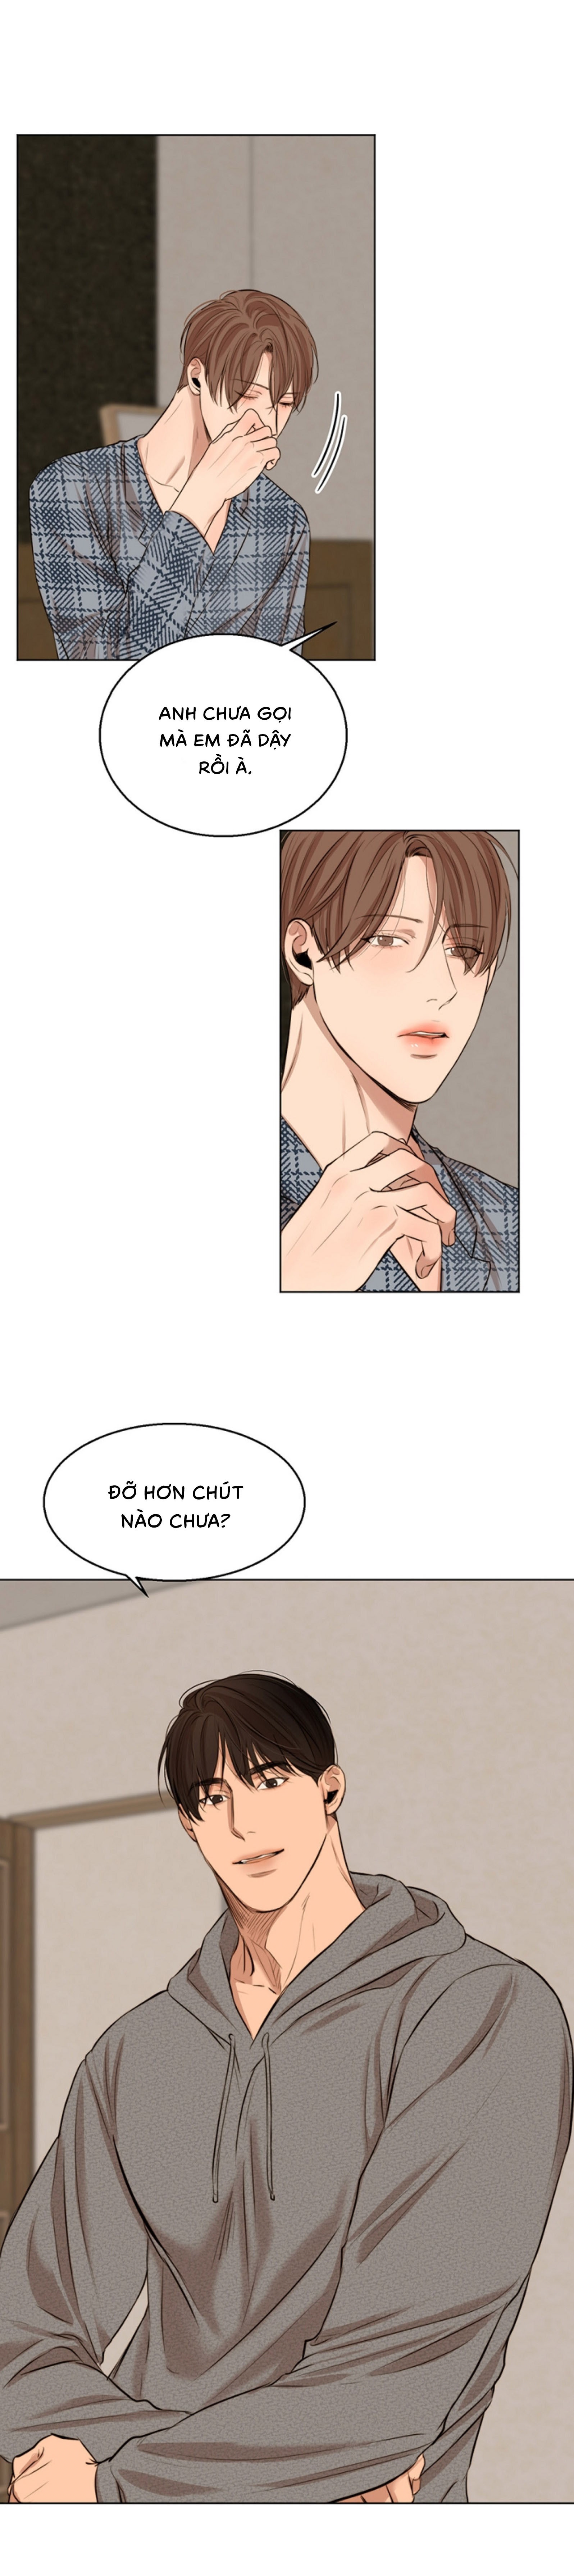 ANH CHƯA GỌI
MÀ EM ĐÃ DẬY
RỒI À.
ĐỠ HƠN CHÚT
NÀO CHƯA?